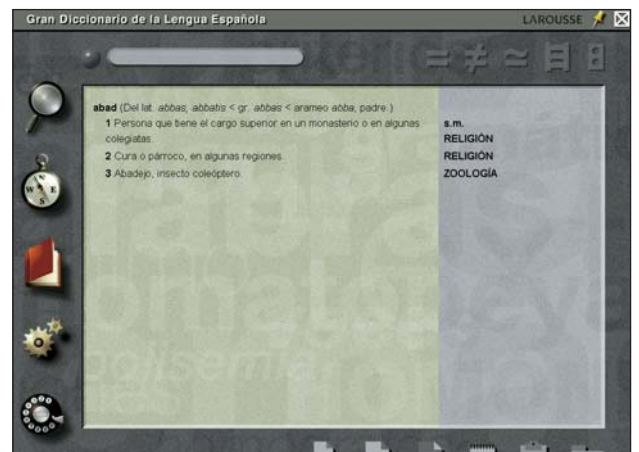 Gran Diccionario de la Lengua Española LAROUSSE
abad (Del lat. abbas, abbatis < gr. abbas < arameo abba, padre.)
1 Persona que tiene el cargo superior en un monasterio o en algunas s.m.
colegiatas. RELIGIÓN
2 Cura o párroco, en algunas regiones. RELIGIÓN
3 Abadejo, insecto coleóptero. ZOOLOGÍA
N
W E
S
polisemia